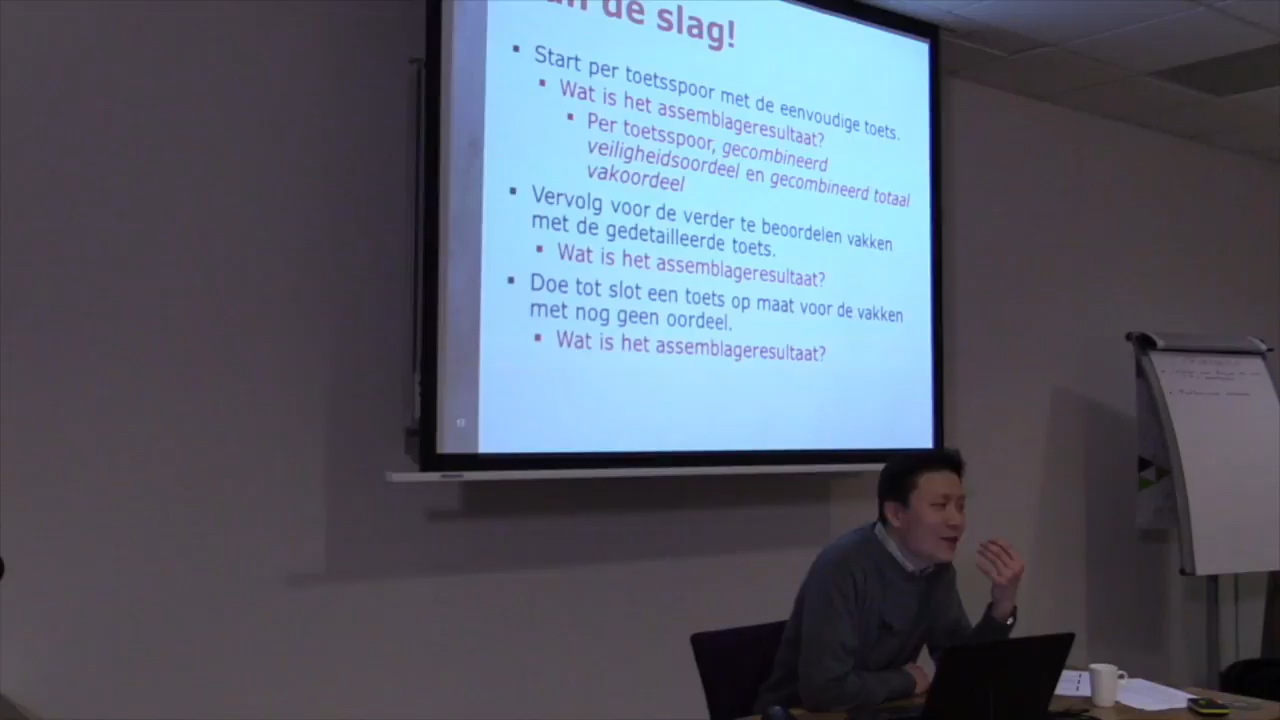 de slag!
Start per toetsspoor met de eenvoudige toets.
Wat is het assemblageresultaat?
Per toetsspoor, gecombineerd
veiligheidsoordeel en gecombineerd totaal
vakoordeel
Vervolg voor de verder te beoordelen vakken
met de gedetailleerde toets.
Wat is het assemblageresultaat?
Doe tot slot een toets op maat voor de vakken
met nog geen oordeel.
Wat is het assemblageresultaat?